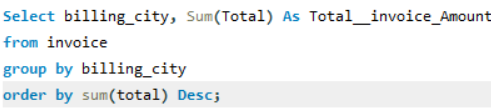 Select billing_city, Sum(Total) As Total__invoice_Amount
from invoice
group by billing_city
order by sum(total) Desc;